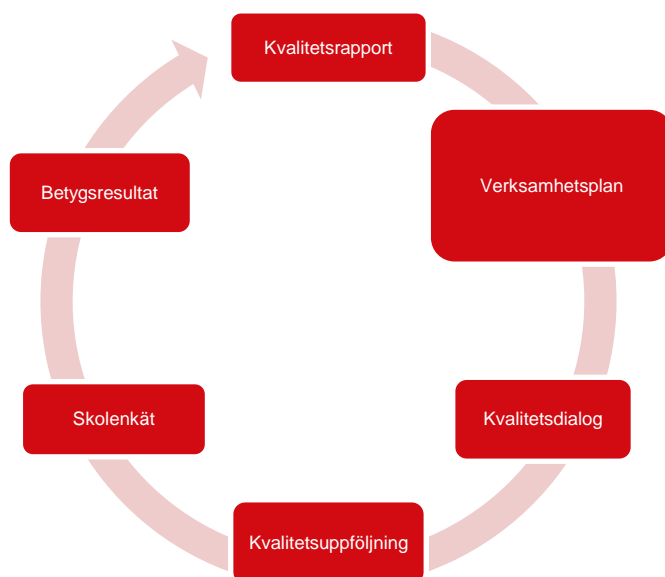 Kvalitetsrapport
Verksamhetsplan
Kvalitetsdialog
Kvalitetsuppföljning
Skolenkät
Betygsresultat